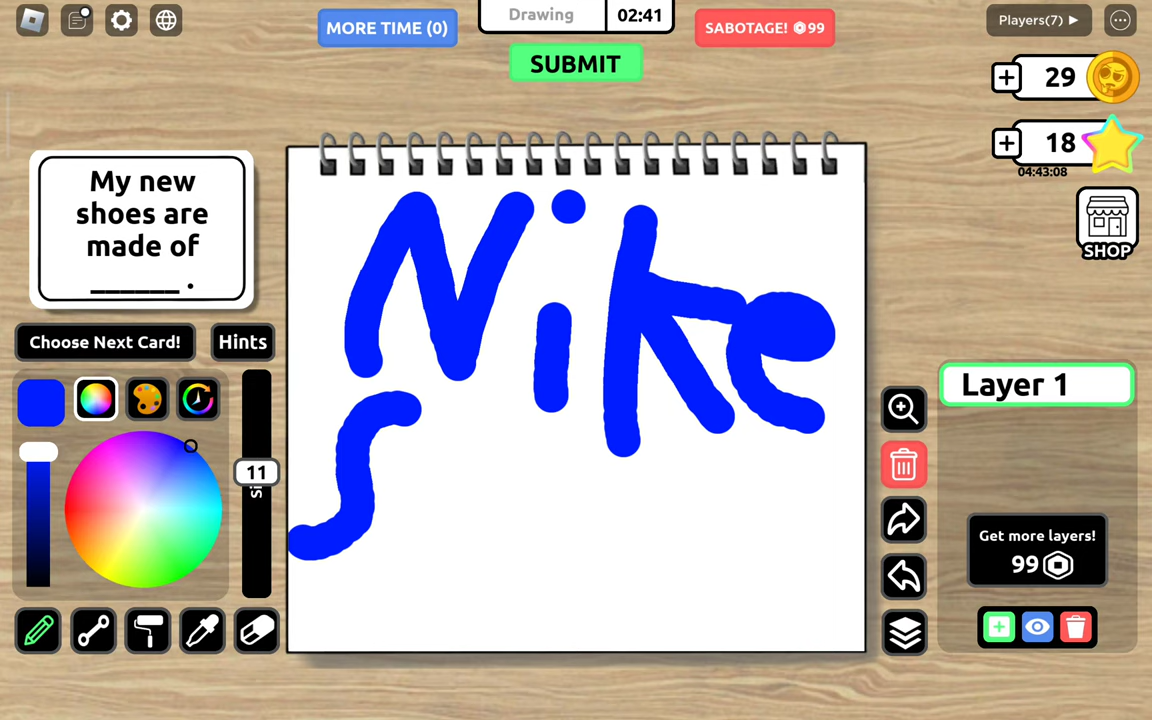 Drawing
02:41
MORE TIME (0)
SABOTAGE! 99
Players(7) ▶
SUBMIT
29
18
04:43:08
SHOP
My new
shoes are
made of
______ .
Choose Next Card!
Hints
11
si
Nike
S
Layer 1
Get more layers!
99